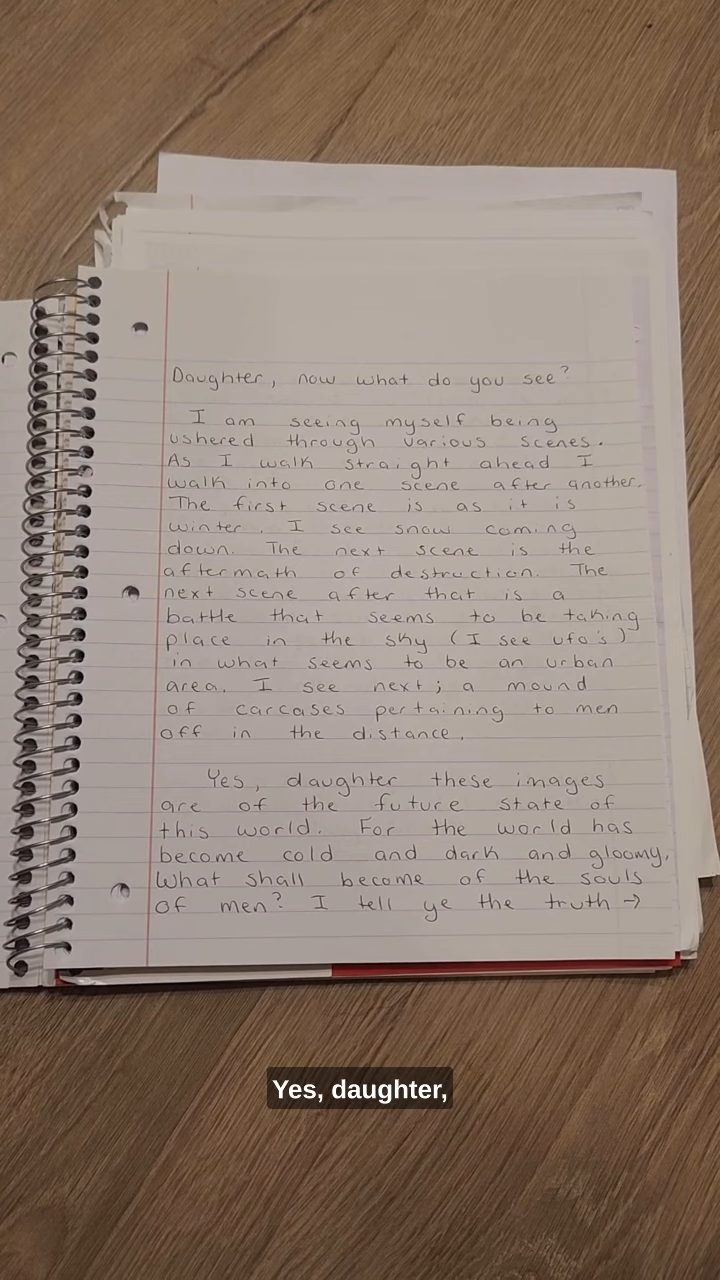 Daughter, now what do you see?
I am seeing myself being
ushered through various scenes.
As I walk straight ahead I
walk into one scene after another.
The first scene is as it is
winter. I see snow coming
down. The next scene is the
aftermath of destruction. The
next scene after that is a
battle that seems to be taking
place in the sky (I see ufo's)
in what seems to be an urban
area. I see next; a mound
of carcases pertaining to men
off in the distance.
Yes, daughter these images
are of the future state of
this world. For the world has
become cold and dark and gloomy,
What shall become of the souls
of men? I tell ye the truth →
Yes, daughter,